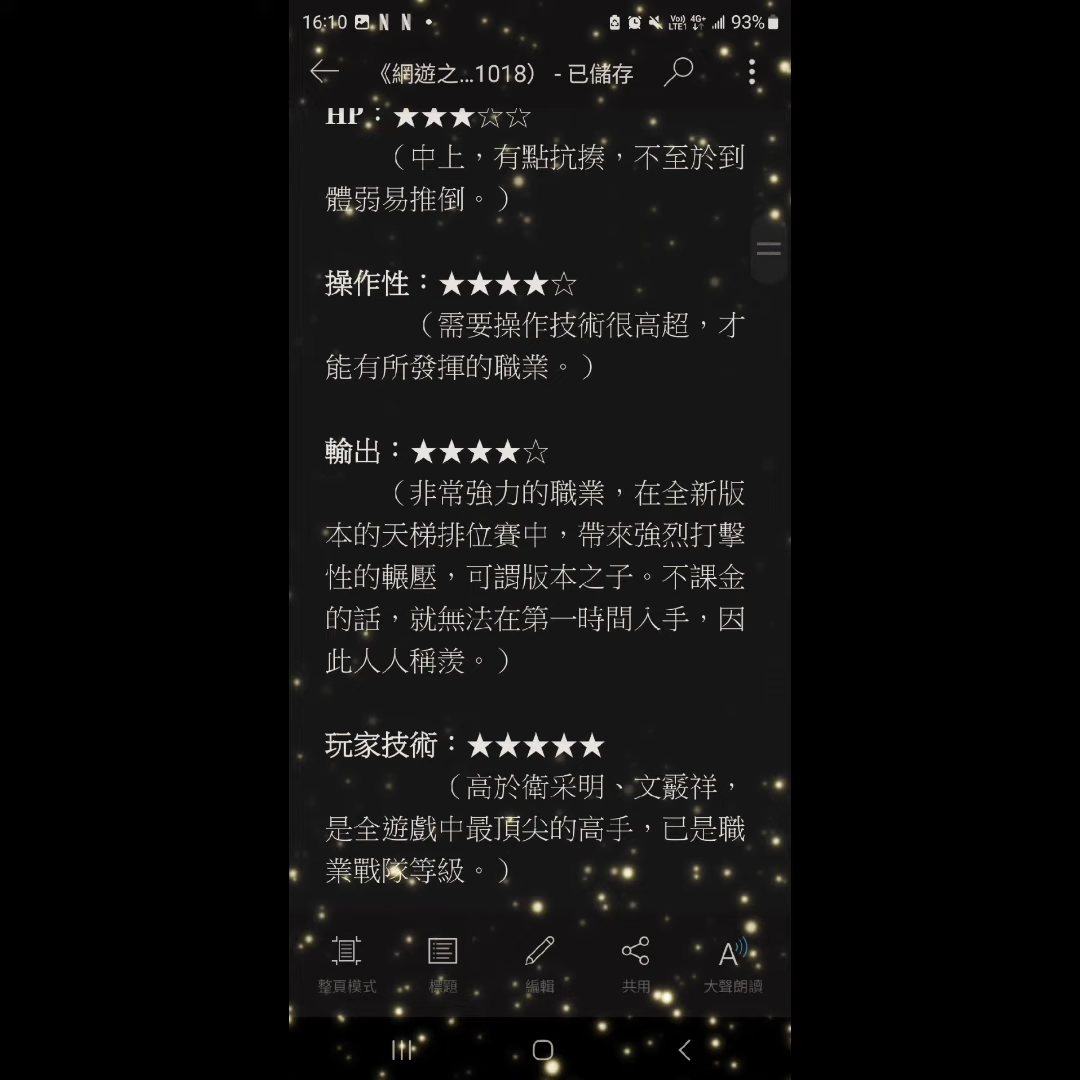 16:10 N N
Vo)) LTE1 4G+ 93%
《網遊之...1018） - 已儲存
HP：★★★☆☆
（中上，有點抗揍，不至於到
體弱易推倒。）
操作性：★★★★☆
（需要操作技術很高超，才
能有所發揮的職業。）
輸出：★★★★☆
（非常強力的職業，在全新版
本的天梯排位賽中，帶來強烈打擊
性的輾壓，可謂版本之子。不課金
的話，就無法在第一時間入手，因
此人人稱羨。）
玩家技術：★★★★★
（高於衛采明、文霰祥，
是全遊戲中最頂尖的高手，已是職
業戰隊等級。）
整頁模式 標題 編輯 共用 大聲朗讀